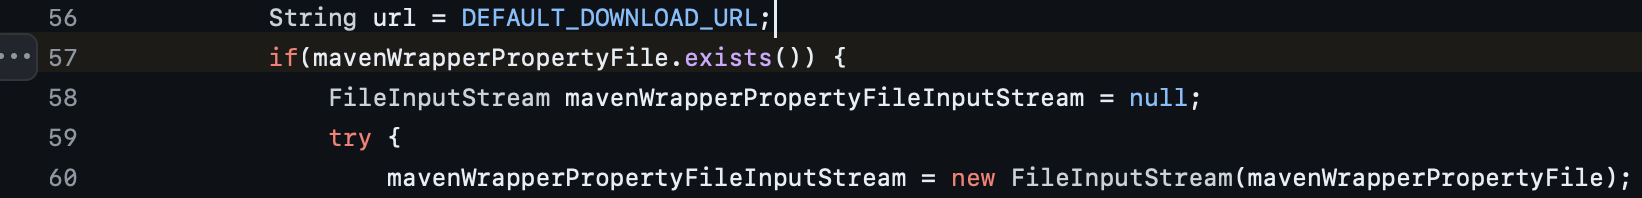 56 String url = DEFAULT_DOWNLOAD_URL;
57 if(mavenWrapperPropertyFile.exists()) {
58 FileInputStream mavenWrapperPropertyFileInputStream = null;
59 try {
60 mavenWrapperPropertyFileInputStream = new FileInputStream(mavenWrapperPropertyFile);